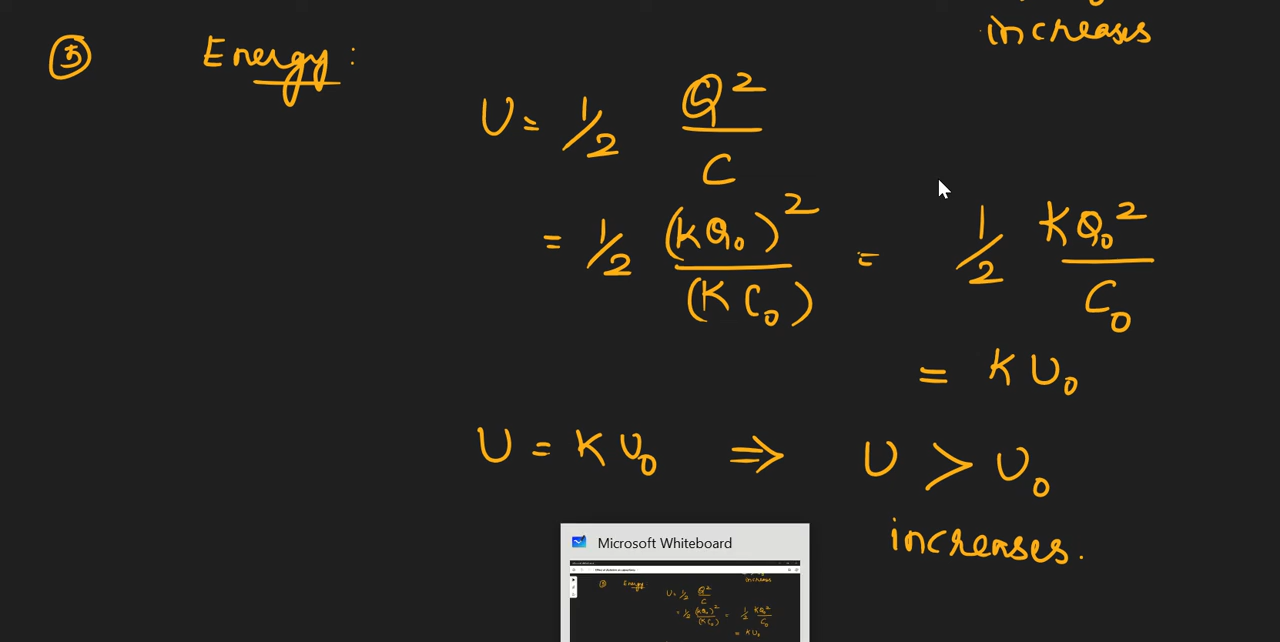 increases
⑤ Energy:
U = 1/2 Q²/C
= 1/2 (KQ₀)²/(KC₀) = 1/2 KQ₀²/C₀
= KU₀
U = KU₀ ⇒ U > U₀
increases.
Microsoft Whiteboard